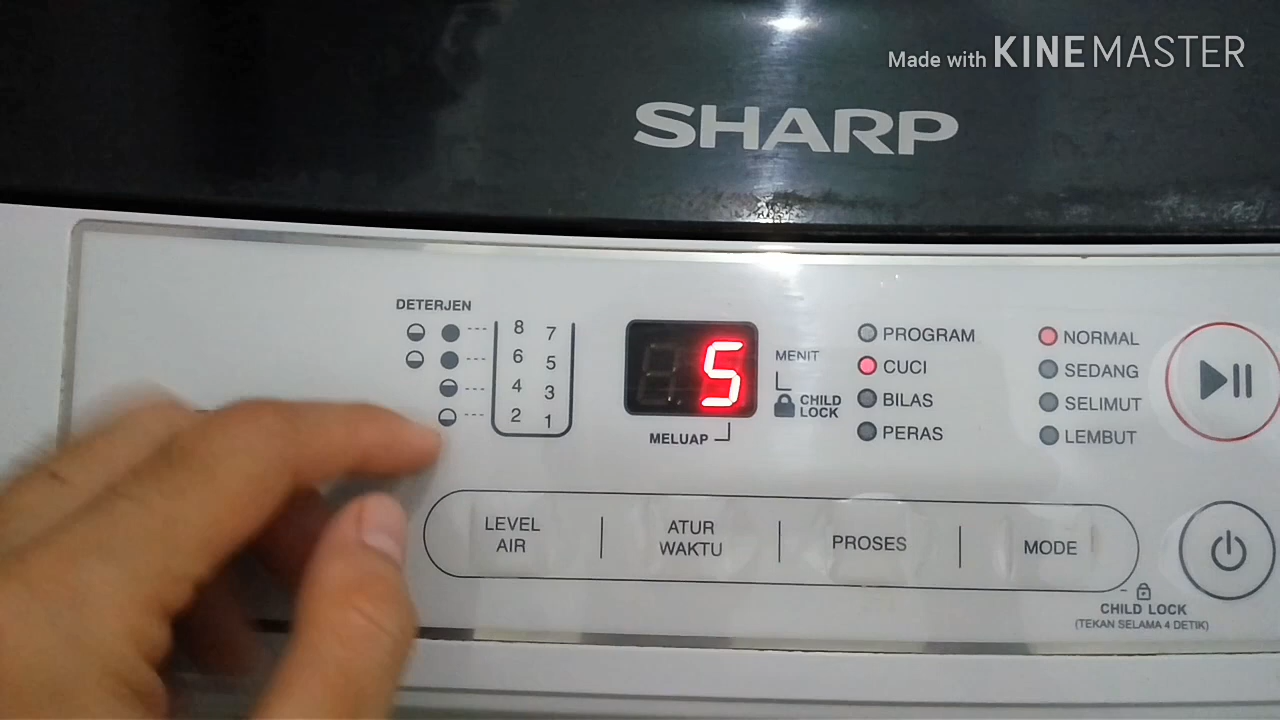 Made with KINEMASTER
SHARP
DETERJEN
8 7
6 5
4 3
2 1
5
MELUAP
MENIT
CHILD
LOCK
PROGRAM
CUCI
BILAS
PERAS
NORMAL
SEDANG
SELIMUT
LEMBUT
LEVEL
AIR
ATUR
WAKTU
PROSES
MODE
CHILD LOCK
(TEKAN SELAMA 4 DETIK)